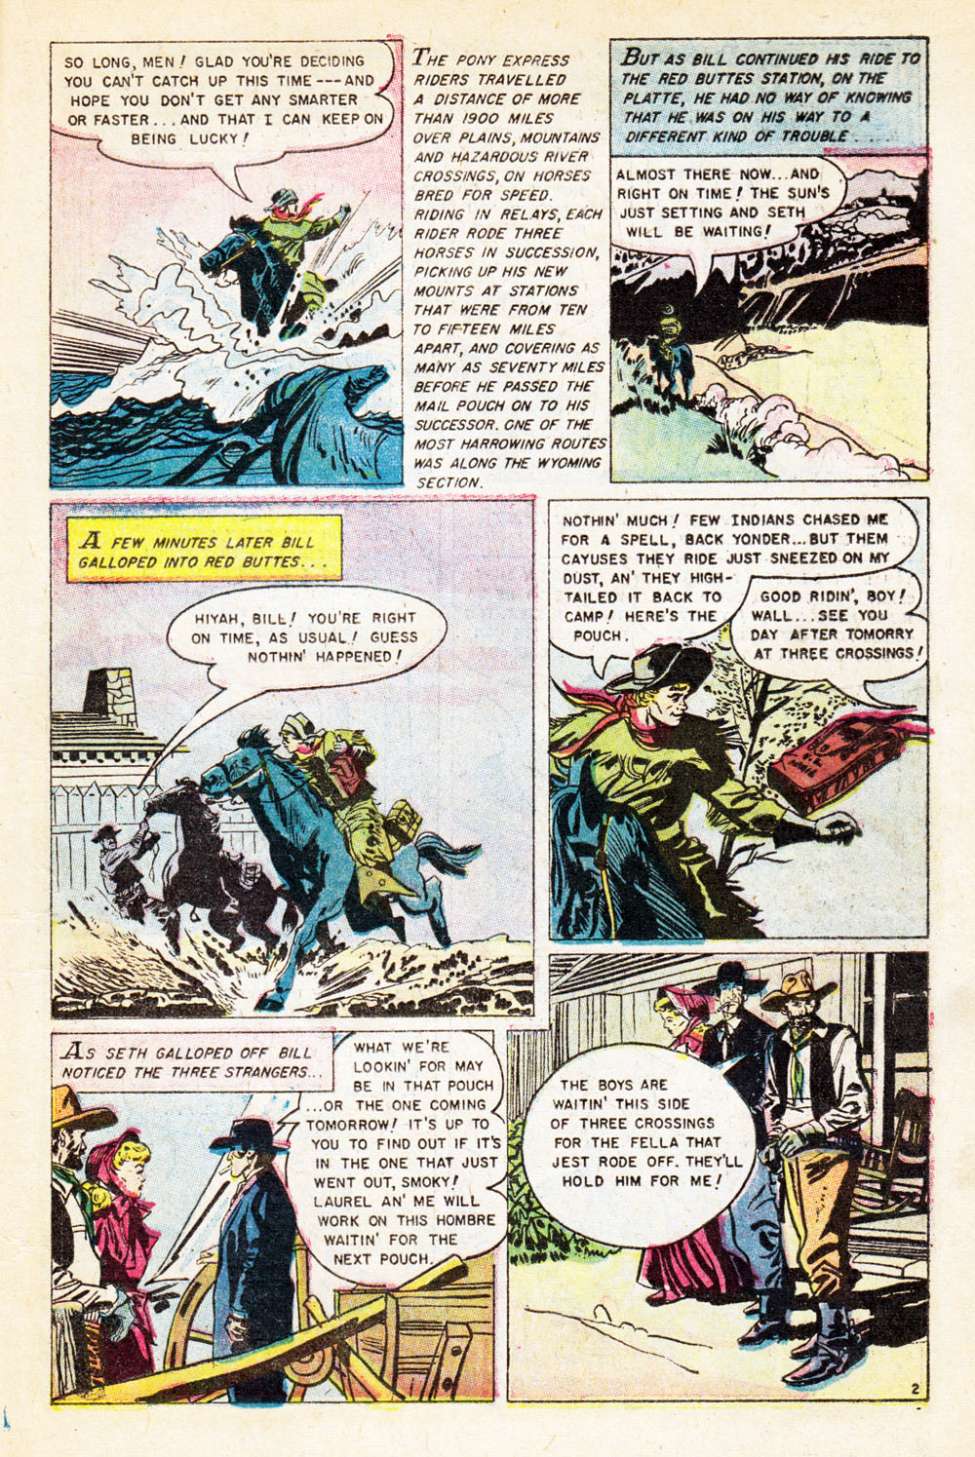 SO LONG, MEN! GLAD YOU'RE DECIDING
YOU CAN'T CATCH UP THIS TIME---AND
HOPE YOU DON'T GET ANY SMARTER
OR FASTER...AND THAT I CAN KEEP ON
BEING LUCKY!
THE PONY EXPRESS
RIDERS TRAVELLED
A DISTANCE OF MORE
THAN 1900 MILES
OVER PLAINS, MOUNTAINS
AND HAZARDOUS RIVER
CROSSINGS, ON HORSES
BRED FOR SPEED.
RIDING IN RELAYS, EACH
RIDER RODE THREE
HORSES IN SUCCESSION,
PICKING UP HIS NEW
MOUNTS AT STATIONS
THAT WERE FROM TEN
TO FIFTEEN MILES
APART, AND COVERING AS
MANY AS SEVENTY MILES
BEFORE HE PASSED THE
MAIL POUCH ON TO HIS
SUCCESSOR. ONE OF THE
MOST HARROWING ROUTES
WAS ALONG THE WYOMING
SECTION.
BUT AS BILL CONTINUED HIS RIDE TO
THE RED BUTTES STATION, ON THE
PLATTE, HE HAD NO WAY OF KNOWING
THAT HE WAS ON HIS WAY TO A
DIFFERENT KIND OF TROUBLE....
ALMOST THERE NOW...AND
RIGHT ON TIME! THE SUN'S
JUST SETTING AND SETH
WILL BE WAITING!
A FEW MINUTES LATER BILL
GALLOPED INTO RED BUTTES...
HIYAH, BILL! YOU'RE RIGHT
ON TIME, AS USUAL! GUESS
NOTHIN' HAPPENED!
NOTHIN' MUCH! FEW INDIANS CHASED ME
FOR A SPELL, BACK YONDER...BUT THEM
CAYUSES THEY RIDE JUST SNEEZED ON MY
DUST, AN' THEY HIGH-
TAILED IT BACK TO
CAMP! HERE'S THE
POUCH.
GOOD RIDIN', BOY!
WALL...SEE YOU
DAY AFTER TOMORRY
AT THREE CROSSINGS!
U.S.
MAIL
AS SETH GALLOPED OFF BILL
NOTICED THE THREE STRANGERS...
WHAT WE'RE
LOOKIN' FOR MAY
BE IN THAT POUCH
...OR THE ONE COMING
TOMORROW! IT'S UP TO
YOU TO FIND OUT IF IT'S
IN THE ONE THAT JUST
WENT OUT, SMOKY!
LAUREL AN' ME WILL
WORK ON THIS HOMBRE
WAITIN' FOR THE
NEXT POUCH.
THE BOYS ARE
WAITIN' THIS SIDE
OF THREE CROSSINGS
FOR THE FELLA THAT
JEST RODE OFF. THEY'LL
HOLD HIM FOR ME!
2